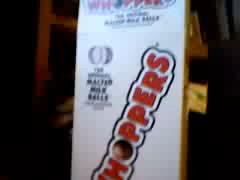 WHOPPERS
THE ORIGINAL
MALTED MILK BALLS
THE
ORIGINAL
MALTED
MILK
BALLS
WHOPPERS